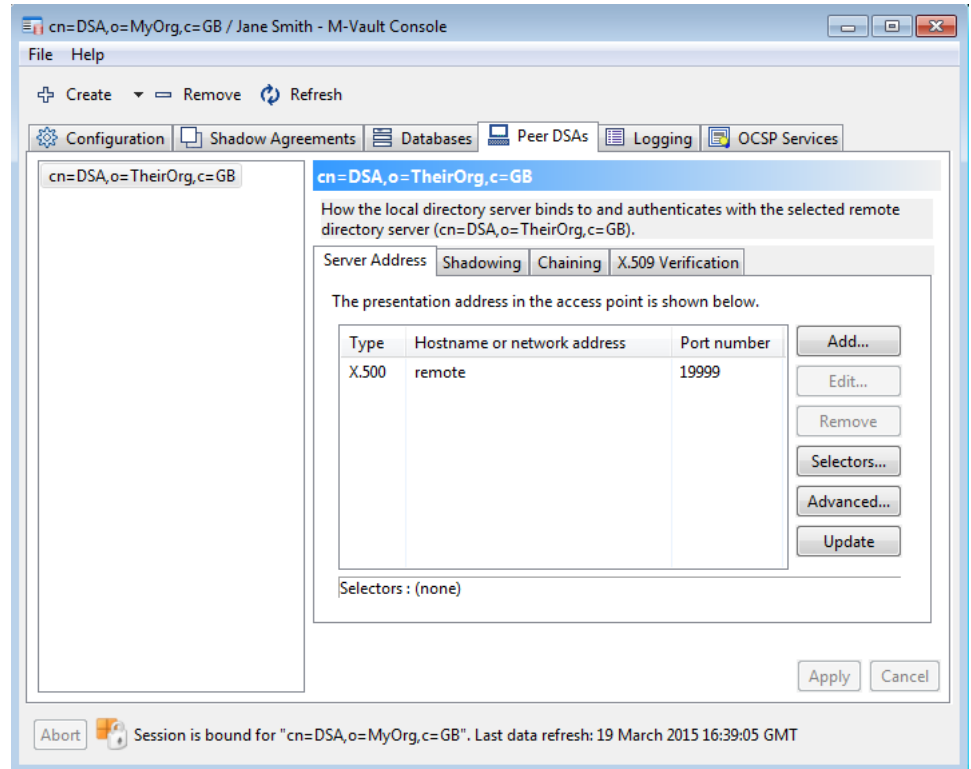 cn=DSA,o=MyOrg,c=GB / Jane Smith - M-Vault Console
File Help
Create Remove Refresh
Configuration Shadow Agreements Databases Peer DSAs Logging OCSP Services
cn=DSA,o=TheirOrg,c=GB
cn=DSA,o=TheirOrg,c=GB
How the local directory server binds to and authenticates with the selected remote
directory server (cn=DSA,o=TheirOrg,c=GB).
Server Address Shadowing Chaining X.509 Verification
The presentation address in the access point is shown below.
Type Hostname or network address Port number
X.500 remote 19999
Add...
Edit...
Remove
Selectors...
Advanced...
Update
Selectors : (none)
Apply Cancel
Abort Session is bound for "cn=DSA,o=MyOrg,c=GB". Last data refresh: 19 March 2015 16:39:05 GMT